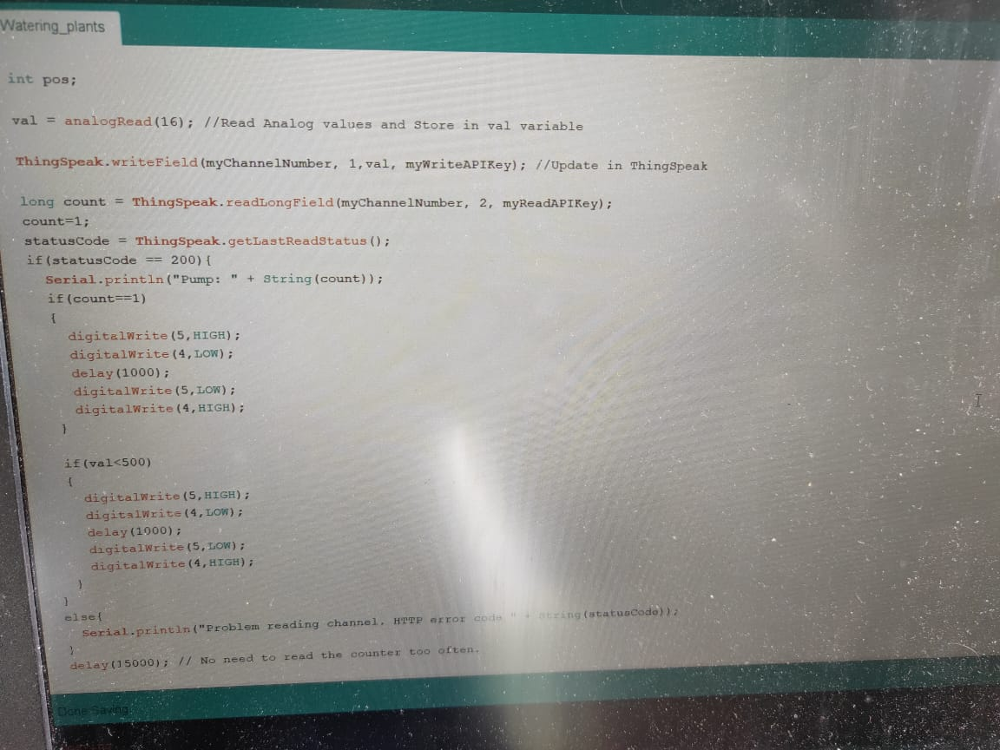 Watering_plants
int pos;
val = analogRead(16); //Read Analog values and Store in val variable
ThingSpeak.writeField(myChannelNumber, 1,val, myWriteAPIKey); //Update in ThingSpeak
long count = ThingSpeak.readLongField(myChannelNumber, 2, myReadAPIKey);
count=1;
statusCode = ThingSpeak.getLastReadStatus();
if(statusCode == 200){
Serial.println("Pump: " + String(count));
if(count==1)
{
digitalWrite(5,HIGH);
digitalWrite(4,LOW);
delay(1000);
digitalWrite(5,LOW);
digitalWrite(4,HIGH);
}
if(val<500)
{
digitalWrite(5,HIGH);
digitalWrite(4,LOW);
delay(1000);
digitalWrite(5,LOW);
digitalWrite(4,HIGH);
}
}
else{
Serial.println("Problem reading channel. HTTP error code " + String(statusCode));
}
delay(15000); // No need to read the counter too often.
Done Saving